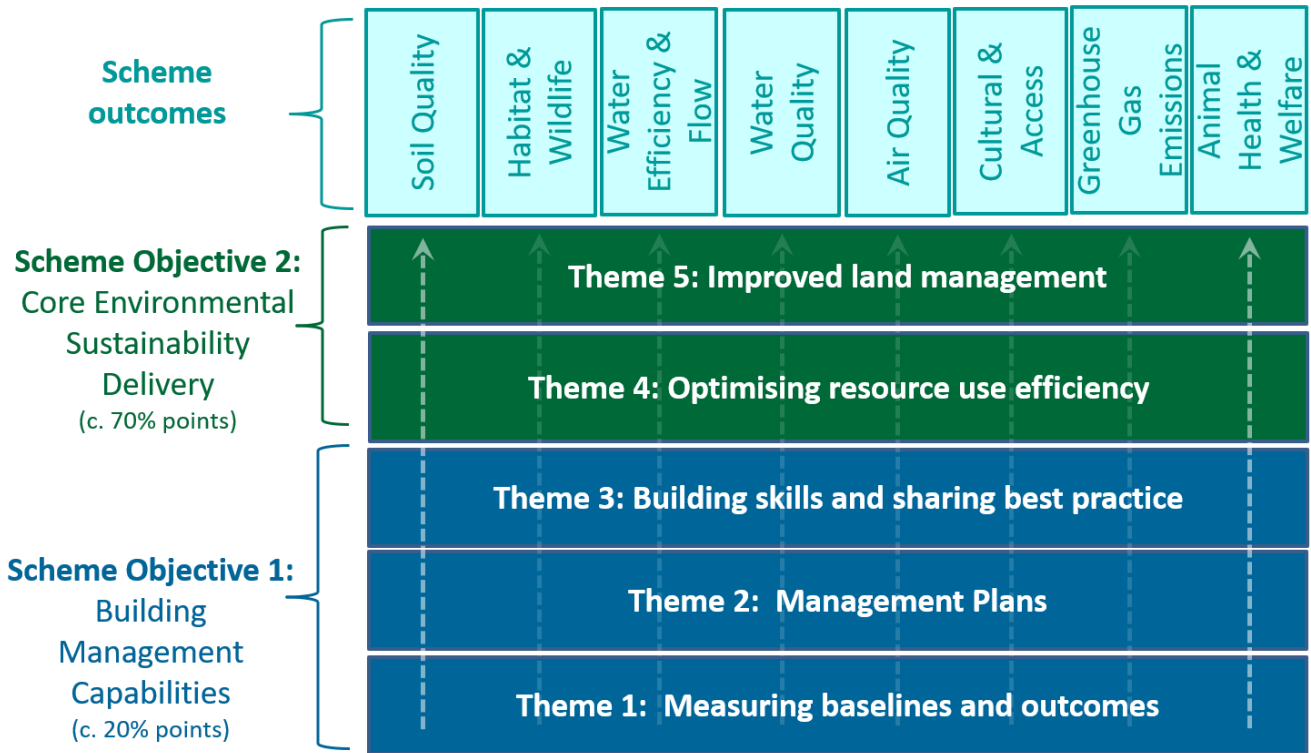 Scheme
outcomes
Soil Quality
Habitat &
Wildlife
Water
Efficiency &
Flow
Water
Quality
Air Quality
Cultural &
Access
Greenhouse
Gas
Emissions
Animal
Health &
Welfare
Scheme Objective 2:
Core Environmental
Sustainability
Delivery
(c. 70% points)
Theme 5: Improved land management
Theme 4: Optimising resource use efficiency
Scheme Objective 1:
Building
Management
Capabilities
(c. 20% points)
Theme 3: Building skills and sharing best practice
Theme 2:  Management Plans
Theme 1:  Measuring baselines and outcomes